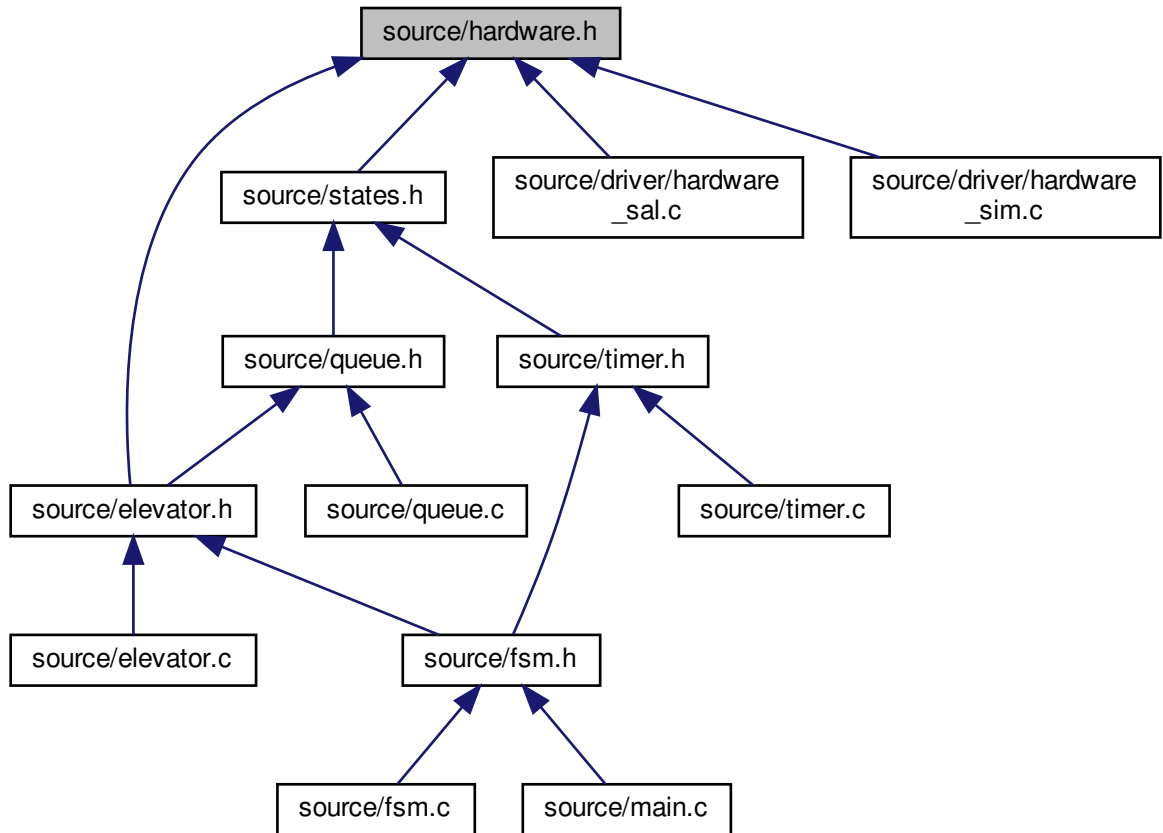 source/hardware.h
source/states.h
source/driver/hardware
_sal.c
source/driver/hardware
_sim.c
source/queue.h
source/timer.h
source/elevator.h
source/queue.c
source/timer.c
source/elevator.c
source/fsm.h
source/fsm.c
source/main.c